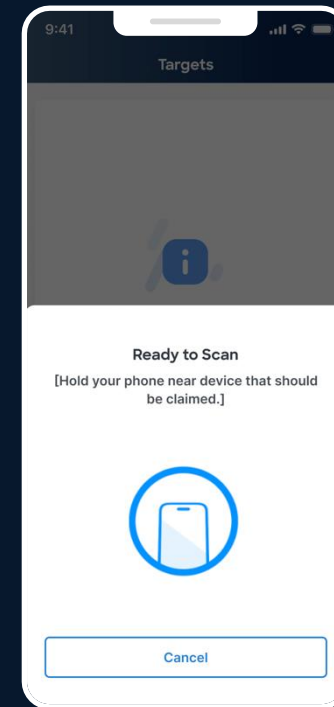 9:41
Targets
Ready to Scan
[Hold your phone near device that should
be claimed.]
Cancel